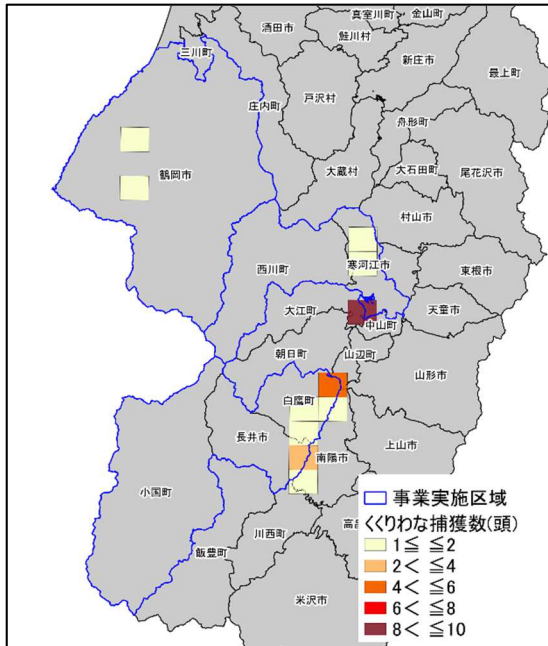 酒田市
真室川町
金山町
鮭川村
三川町
新庄市
最上町
戸沢村
庄内町
舟形町
鶴岡市
大蔵村
大石田町
尾花沢市
村山市
西川町
寒河江市
東根市
大江町
中山町
天童市
朝日町
山辺町
山形市
白鷹町
長井市
南陽市
上山市
小国町
川西町
飯豊町
米沢市
事業実施区域
くくりわな捕獲数(頭)
1≦ ≦2
2< ≦4
4< ≦6
6< ≦8
8< ≦10